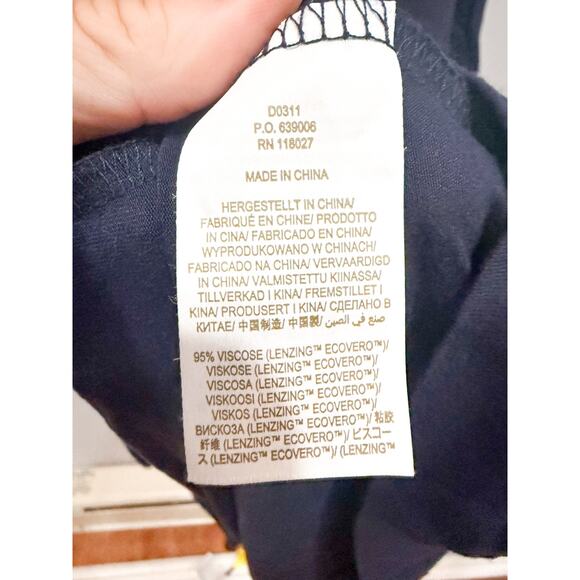 D0311
P.O. 639006
RN 118027
MADE IN CHINA
HERGESTELLT IN CHINA/
FABRIQUÉ EN CHINE/ PRODOTTO
IN CINA/ FABRICADO EN CHINA/
WYPRODUKOWANO W CHINACH/
FABRICADO NA CHINA/ VERVAARDIGD
IN CHINA/ VALMISTETTU KIINASSA/
TILLVERKAD I KINA/ FREMSTILLET I
KINA/ PRODUSERT I KINA/ СДЕЛАНО В
КИТАЕ/ 中国制造/ 中国製/ صنع في الصين
95% VISCOSE (LENZING™ ECOVERO™)/
VISKOSE (LENZING™ ECOVERO™)/
VISCOSA (LENZING™ ECOVERO™)/
VISKOOSI (LENZING™ ECOVERO™)/
VISKOS (LENZING™ ECOVERO™)/
ВИСКОЗА (LENZING™ ECOVERO™)/ 粘胶
纤维 (LENZING™ ECOVERO™)/ ビスコー
ス (LENZING™ ECOVERO™)/ (LENZING™